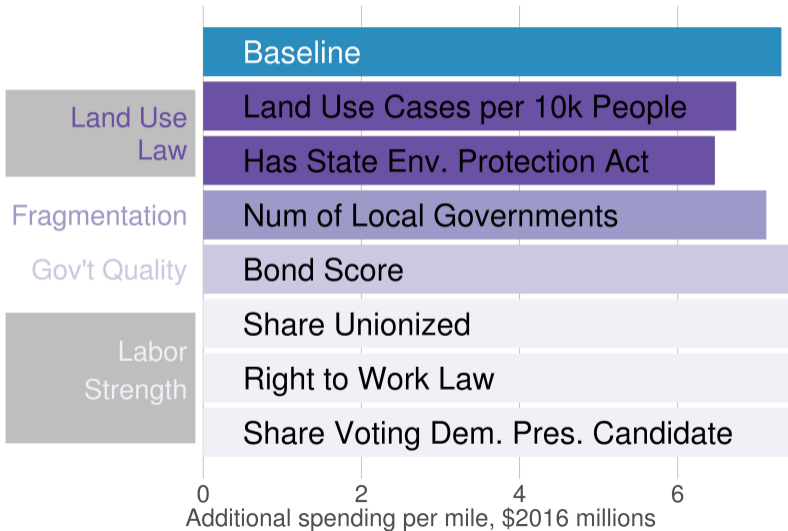 Baseline
Land Use Cases per 10k People
Land Use
Law
Has State Env. Protection Act
Fragmentation
Num of Local Governments
Gov't Quality
Bond Score
Share Unionized
Labor
Strength
Right to Work Law
Share Voting Dem. Pres. Candidate
0 2 4 6
Additional spending per mile, $2016 millions